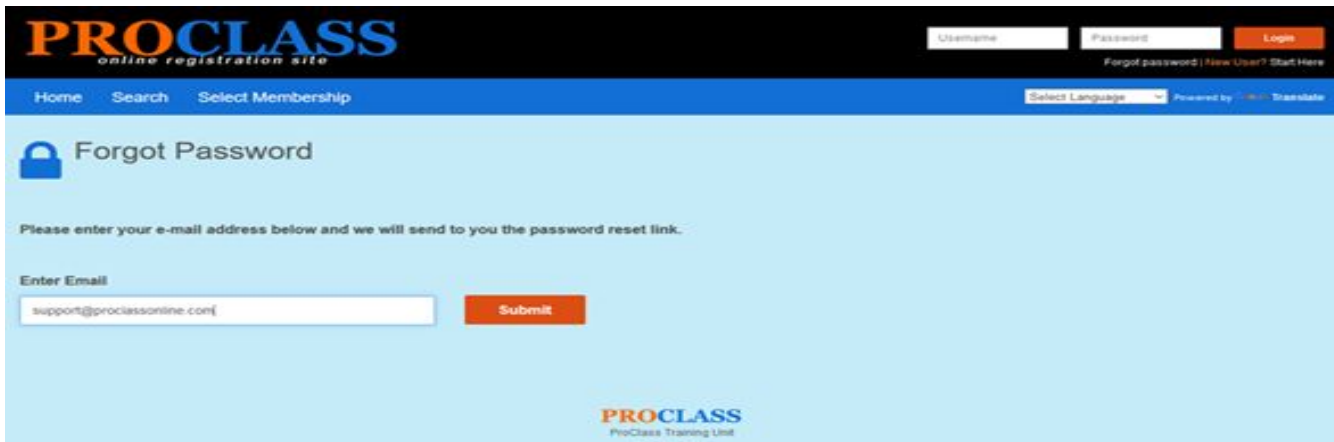 PROCLASS
online registration site
Username Password Login
Forgot password | New User? Start Here
Home Search Select Membership
Select Language Powered by Translate
Forgot Password
Please enter your e-mail address below and we will send to you the password reset link.
Enter Email
support@proclassonline.com
Submit
PROCLASS
ProClass Training Unit